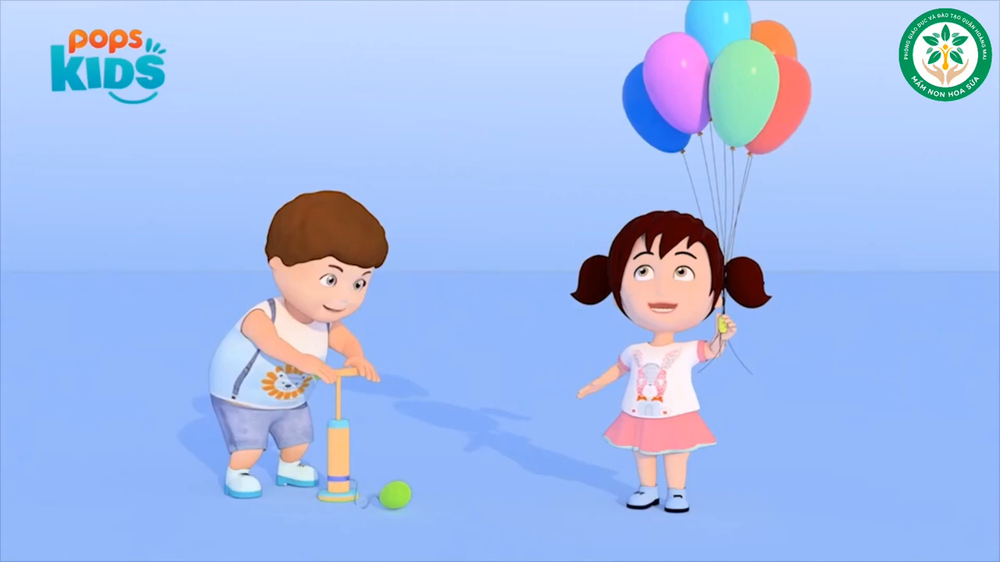 POPS
KIDS
PHÒNG GIÁO DỤC VÀ ĐÀO TẠO QUẬN HOÀNG MAI
MẦM NON HOA SỮA